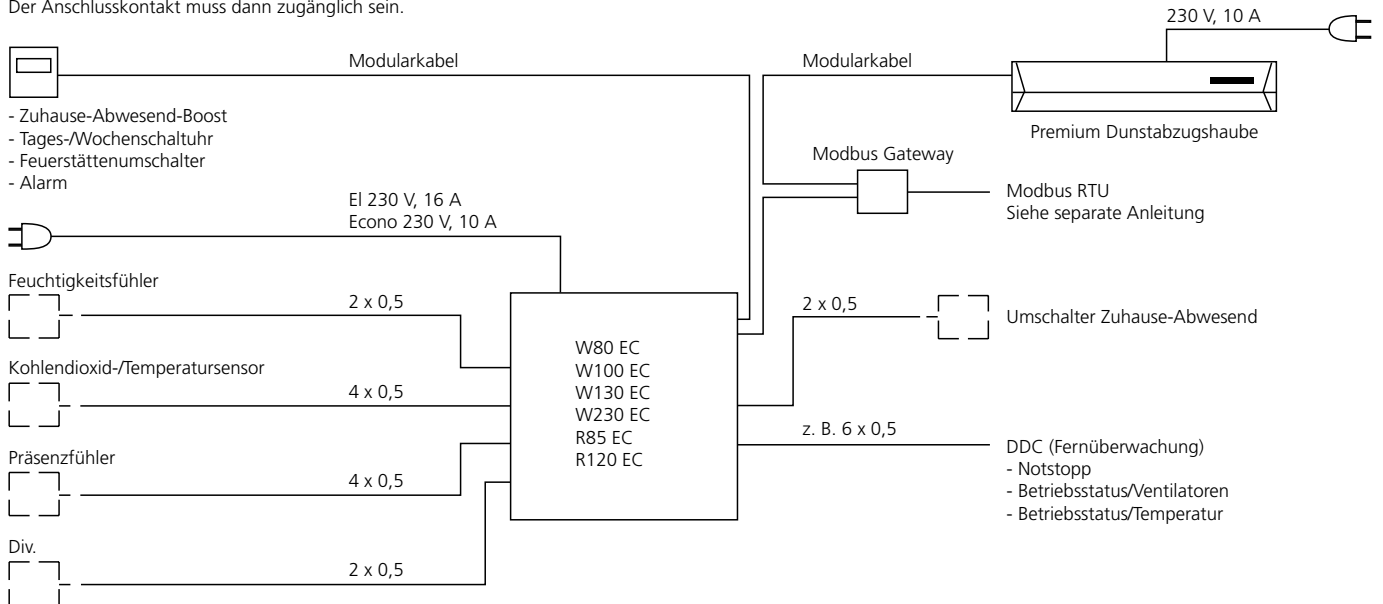 Der Anschlusskontakt muss dann zugänglich sein.
230 V, 10 A
Modularkabel
Modularkabel
- Zuhause-Abwesend-Boost
- Tages-/Wochenschaltuhr
- Feuerstättenumschalter
- Alarm
Premium Dunstabzugshaube
Modbus Gateway
Modbus RTU
Siehe separate Anleitung
El 230 V, 16 A
Econo 230 V, 10 A
Feuchtigkeitsfühler
2 x 0,5
2 x 0,5
Umschalter Zuhause-Abwesend
Kohlendioxid-/Temperatursensor
4 x 0,5
W80 EC
W100 EC
W130 EC
W230 EC
R85 EC
R120 EC
z. B. 6 x 0,5
DDC (Fernüberwachung)
- Notstopp
- Betriebsstatus/Ventilatoren
- Betriebsstatus/Temperatur
Präsenzfühler
4 x 0,5
Div.
2 x 0,5